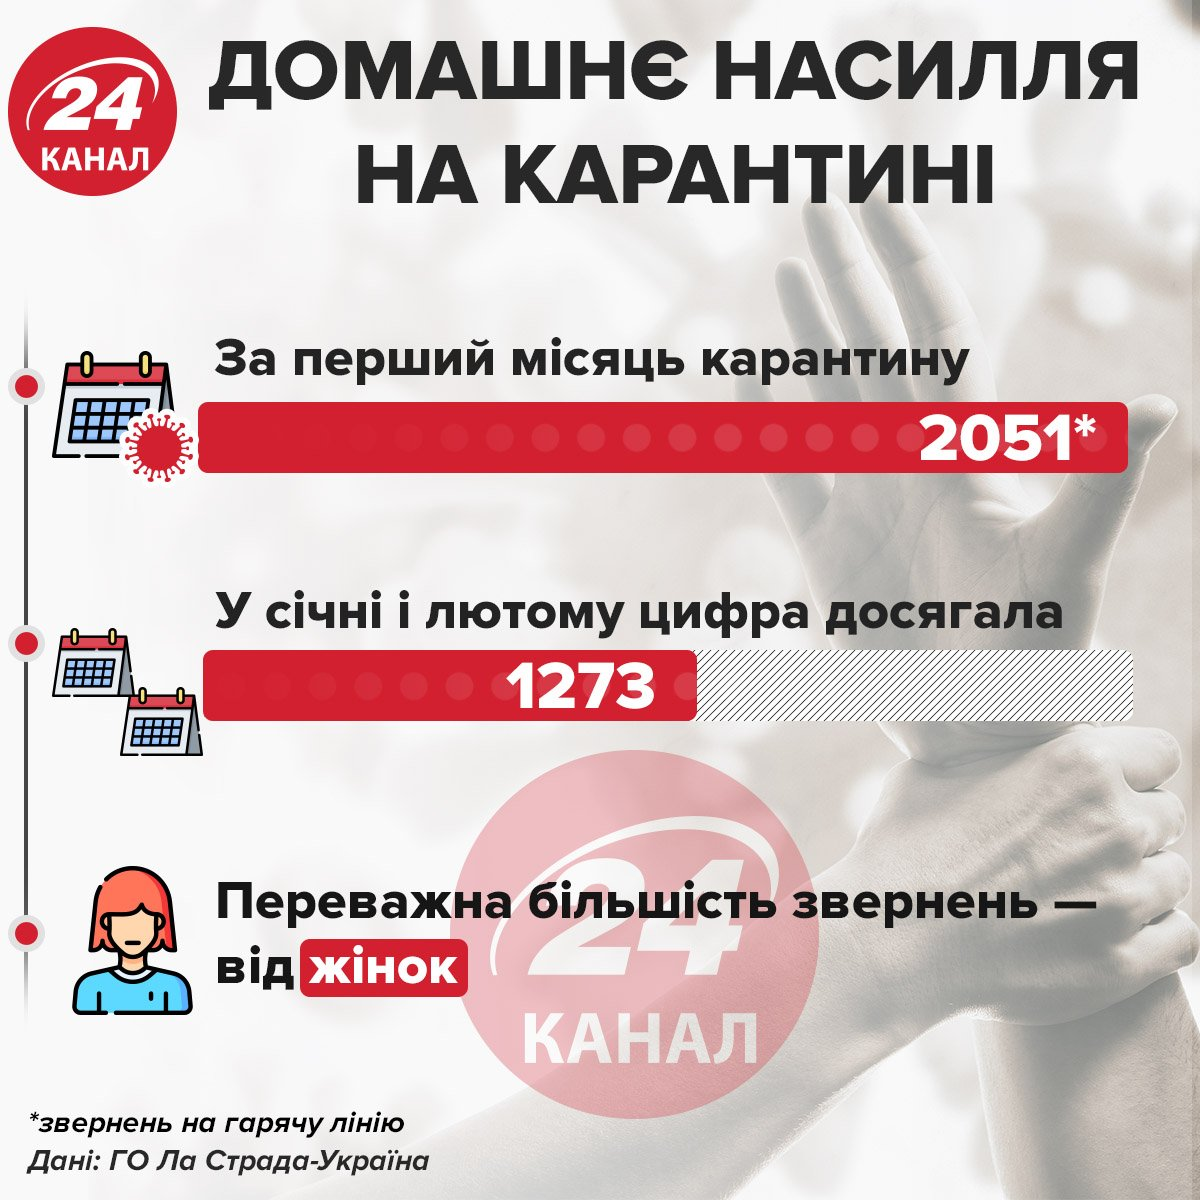 24
КАНАЛ
ДОМАШНЄ НАСИЛЛЯ
НА КАРАНТИНІ
За перший місяць карантину
2051*
У січні і лютому цифра досягала
1273
Переважна більшість звернень —
від жінок
24
КАНАЛ
*звернень на гарячу лінію
Дані: ГО Ла Страда-Україна